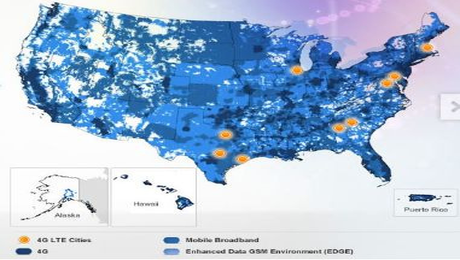 Alaska
Hawaii
Puerto Rico
4G LTE Cities
Mobile Broadband
4G
Enhanced Data GSM Environment (EDGE)